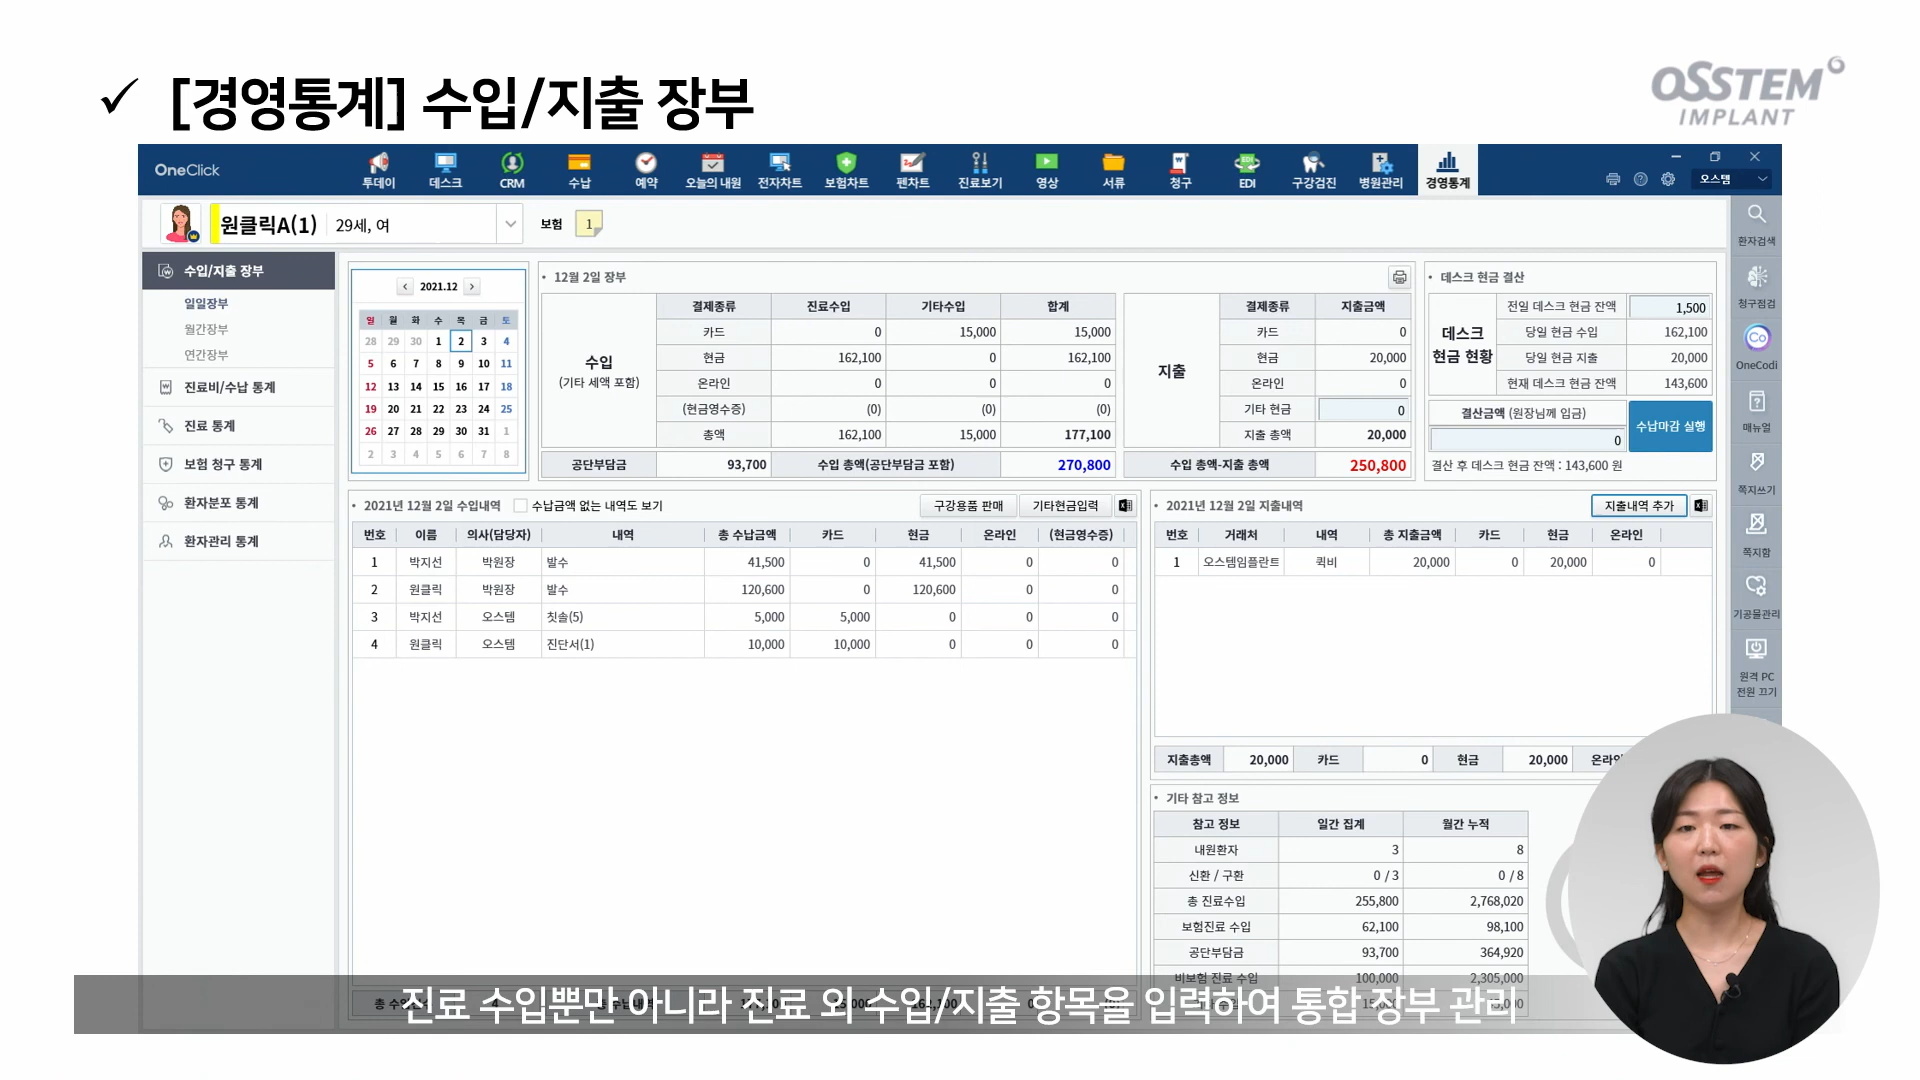 ✓ [경영통계] 수입/지출 장부
OSSTEM
IMPLANT
OneClick
투데이 데스크 CRM 수납 예약 오늘의 내원 전자차트 보험차트 펜차트 진료보기 영상 서류 청구 EDI 구강검진 병원관리 경영통계
오스템
원클릭A(1) 29세, 여 보험 1
수입/지출 장부
일일장부
월간장부
연간장부
진료비/수납 통계
진료 통계
보험 청구 통계
환자분포 통계
환자관리 통계
2021.12
일 월 화 수 목 금 토
28 29 30 1 2 3 4
5 6 7 8 9 10 11
12 13 14 15 16 17 18
19 20 21 22 23 24 25
26 27 28 29 30 31 1
2 3 4 5 6 7 8
12월 2일 장부
수입
(기타 세액 포함)
결제종류 진료수입 기타수입 합계
카드 0 15,000 15,000
현금 162,100 0 162,100
온라인 0 0 0
(현금영수증) (0) (0) (0)
총액 162,100 15,000 177,100
공단부담금 93,700 수입 총액(공단부담금 포함) 270,800
지출
결제종류 지출금액
카드 0
현금 20,000
온라인 0
기타 현금 0
지출 총액 20,000
수입 총액-지출 총액 250,800
데스크 현금 결산
데스크
현금 현황
전일 데스크 현금 잔액 1,500
당일 현금 수입 162,100
당일 현금 지출 20,000
현재 데스크 현금 잔액 143,600
결산금액 (원장님께 입금)
0
수납마감 실행
결산 후 데스크 현금 잔액 : 143,600 원
2021년 12월 2일 수입내역 수납금액 없는 내역도 보기 구강용품 판매 기타현금입력
번호 이름 의사(담당자) 내역 총 수납금액 카드 현금 온라인 (현금영수증)
1 박지선 박원장 발수 41,500 0 41,500 0 0
2 원클릭 박원장 발수 120,600 0 120,600 0 0
3 박지선 오스템 칫솔(5) 5,000 5,000 0 0 0
4 원클릭 오스템 진단서(1) 10,000 10,000 0 0 0
2021년 12월 2일 지출내역 지출내역 추가
번호 거래처 내역 총 지출금액 카드 현금 온라인
1 오스템임플란트 퀵비 20,000 0 20,000 0
지출총액 20,000 카드 0 현금 20,000
기타 참고 정보
참고 정보 일간 집계 월간 누적
내원환자 3 8
신환 / 구환 0 / 3 0 / 8
총 진료수입 255,800 2,768,020
보험진료 수입 62,100 98,100
공단부담금 93,700 364,920
비보험 진료 수입 100,000 2,305,000
환자검색
청구점검
Co
OneCodi
매뉴얼
쪽지쓰기
쪽지함
기공물관리
원격 PC
전원 끄기
진료 수입뿐만 아니라 진료 외 수입/지출 항목을 입력하여 통합 장부 관리